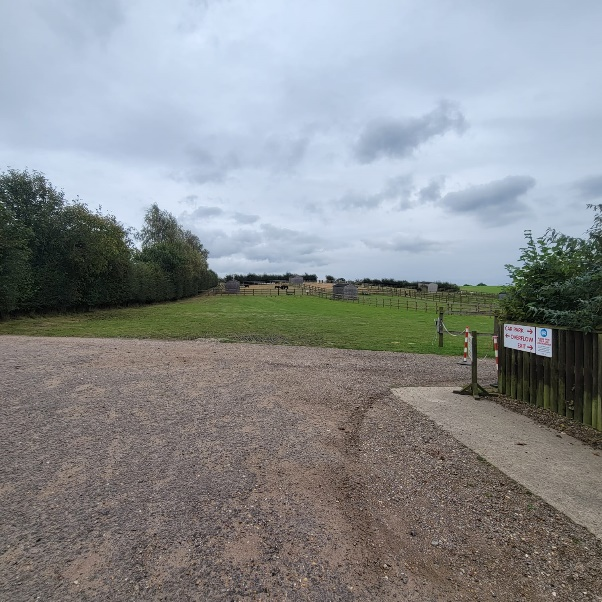 CAR PARK →
← OVERFLOW
EXIT →